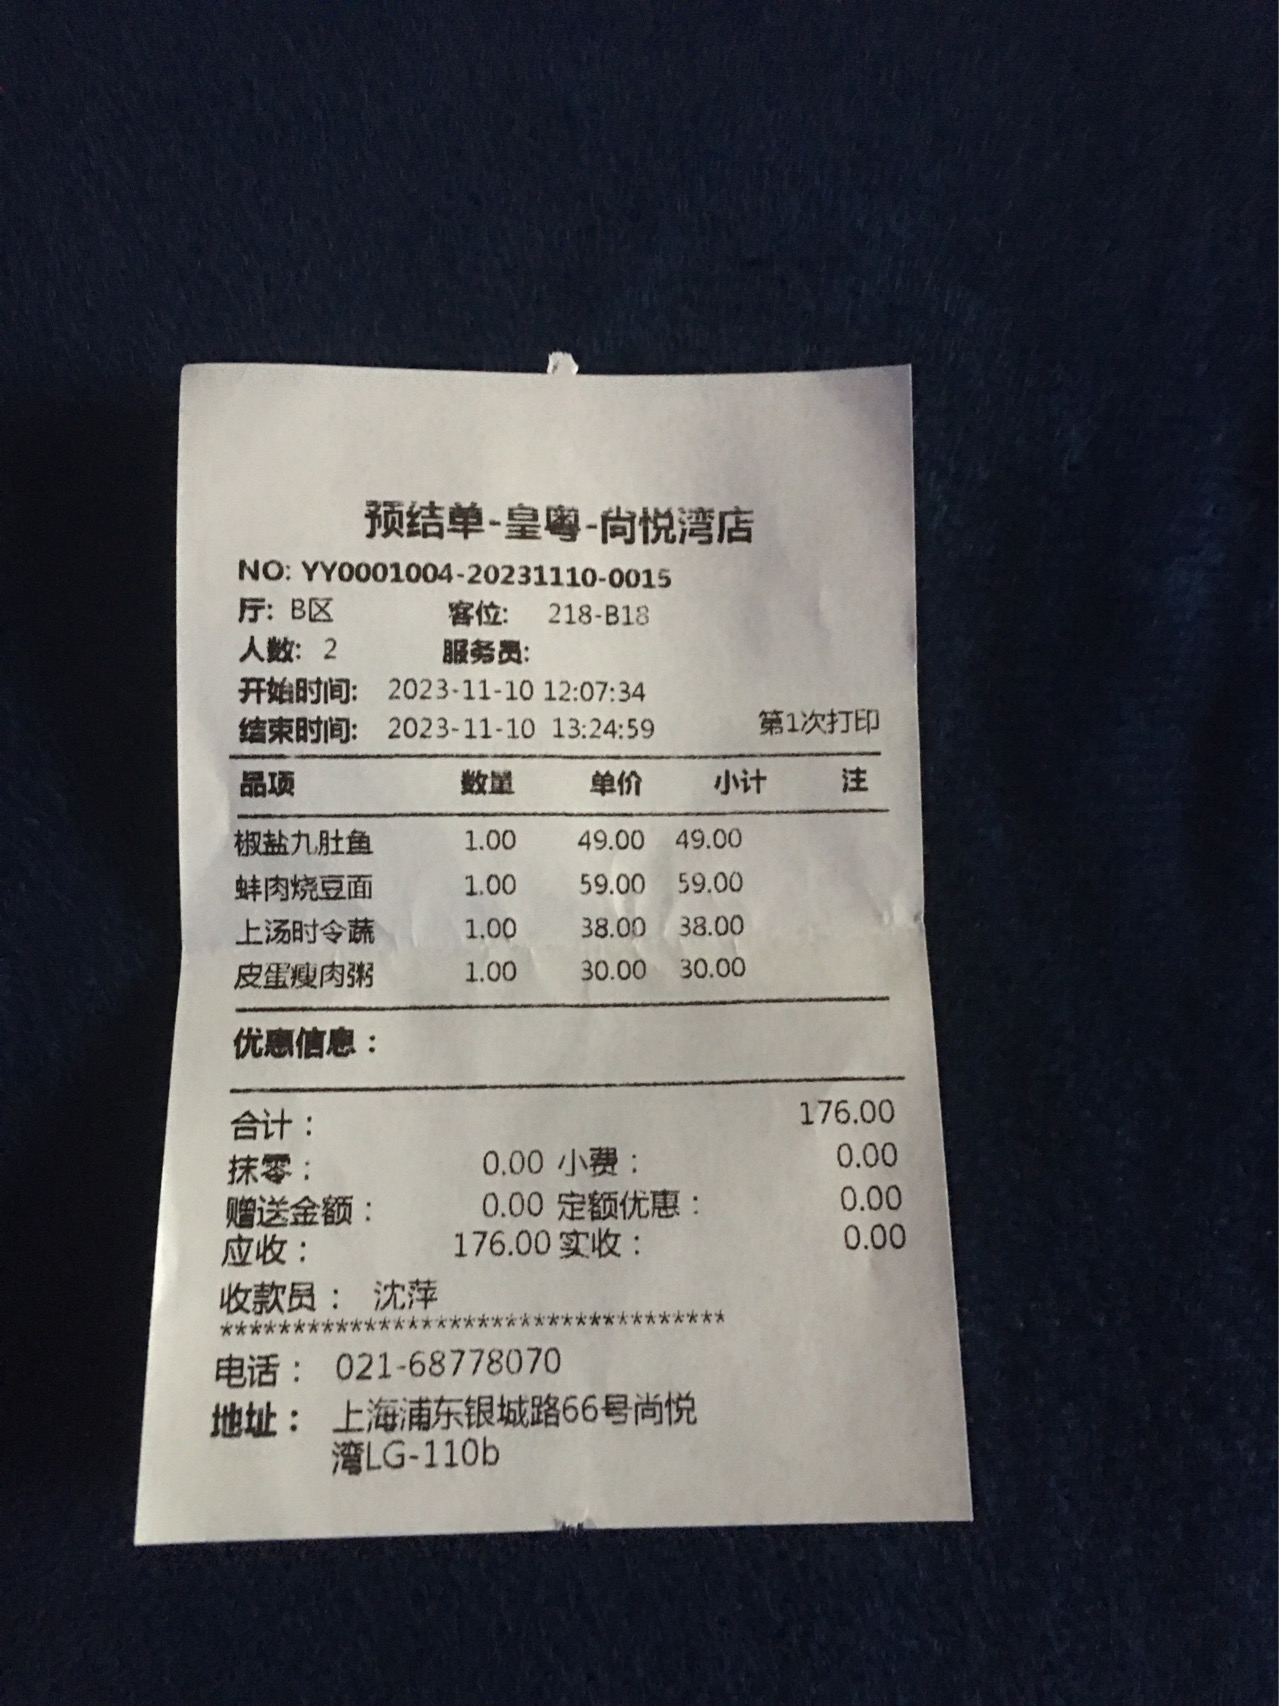 预结单-皇粤-尚悦湾店
NO: YY0001004-20231110-0015
厅: B区 客位: 218-B18
人数: 2 服务员:
开始时间: 2023-11-10 12:07:34
结束时间: 2023-11-10 13:24:59 第1次打印
品项 数量 单价 小计 注
椒盐九肚鱼 1.00 49.00 49.00
蚌肉烧豆面 1.00 59.00 59.00
上汤时令蔬 1.00 38.00 38.00
皮蛋瘦肉粥 1.00 30.00 30.00
优惠信息：
合计： 176.00
抹零： 0.00 小费： 0.00
赠送金额： 0.00 定额优惠： 0.00
应收： 176.00 实收： 0.00
收款员： 沈萍
************************************
电话： 021-68778070
地址： 上海浦东银城路66号尚悦
湾LG-110b